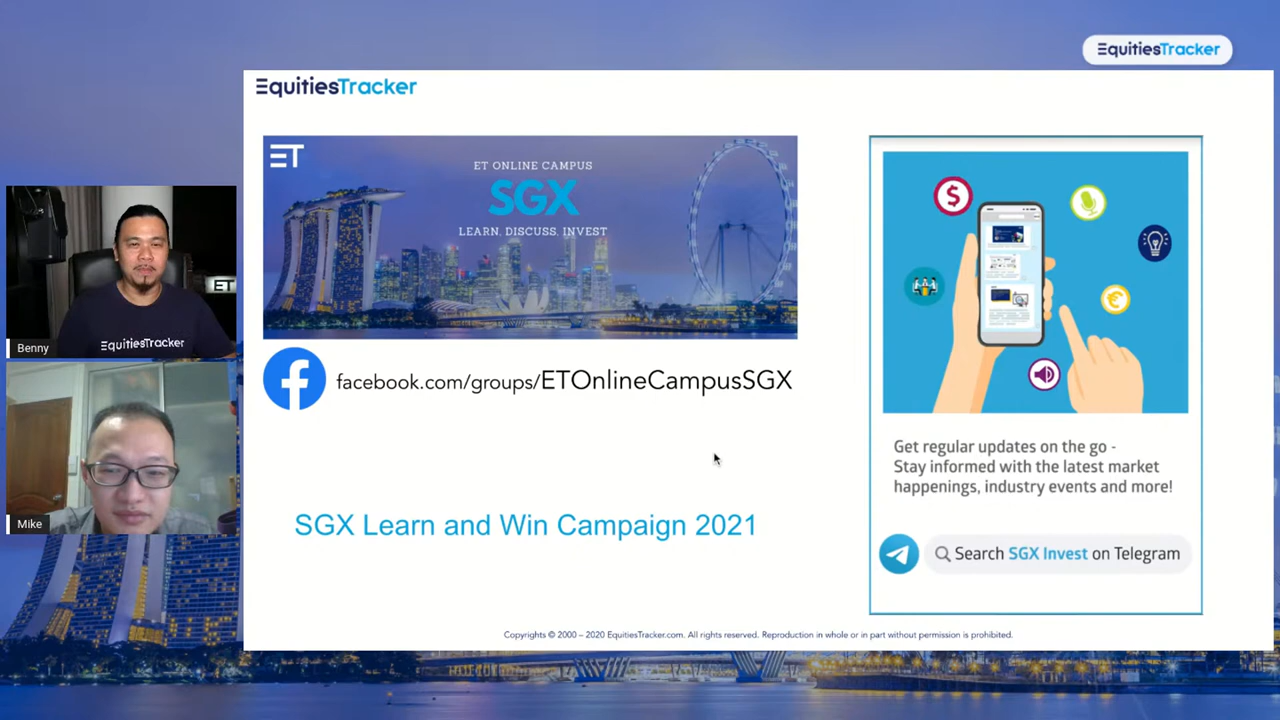 EquitiesTracker
EquitiesTracker
ET
ET ONLINE CAMPUS
SGX
LEARN. DISCUSS. INVEST
facebook.com/groups/ETOnlineCampusSGX
SGX Learn and Win Campaign 2021
Get regular updates on the go -
Stay informed with the latest market
happenings, industry events and more!
Search SGX Invest on Telegram
Copyrights © 2000 – 2020 EquitiesTracker.com. All rights reserved. Reproduction in whole or in part without permission is prohibited.
ET
EquitiesTracker
Benny
Mike